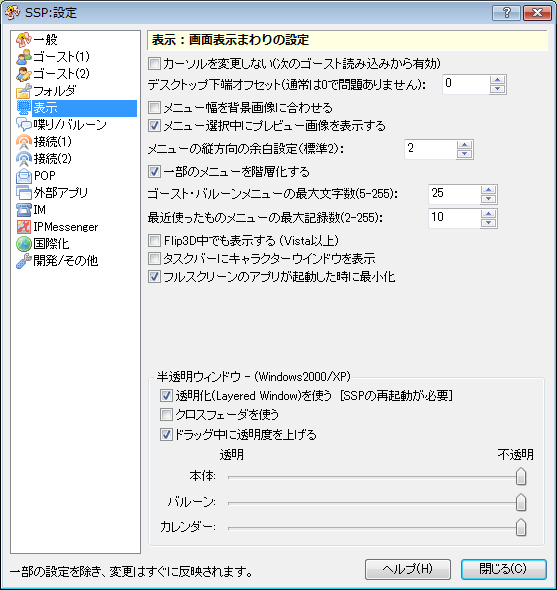 SSP:設定
一般
ゴースト(1)
ゴースト(2)
フォルダ
表示
喋り/バルーン
接続(1)
接続(2)
POP
外部アプリ
IM
IPMessenger
国際化
開発/その他
表示：画面表示まわりの設定
カーソルを変更しない(次のゴースト読み込みから有効)
デスクトップ下端オフセット(通常は0で問題ありません): 0
メニュー幅を背景画像に合わせる
メニュー選択中にプレビュー画像を表示する
メニューの縦方向の余白設定(標準2): 2
一部のメニューを階層化する
ゴースト・バルーンメニューの最大文字数(5-255): 25
最近使ったものメニューの最大記録数(2-255): 10
Flip3D中でも表示する (Vista以上)
タスクバーにキャラクターウインドウを表示
フルスクリーンのアプリが起動した時に最小化
半透明ウィンドウ - (Windows2000/XP)
透明化(Layered Window)を使う [SSPの再起動が必要]
クロスフェーダを使う
ドラッグ中に透明度を上げる
透明 不透明
本体:
バルーン:
カレンダー:
一部の設定を除き、変更はすぐに反映されます。
ヘルプ(H) 閉じる(C)